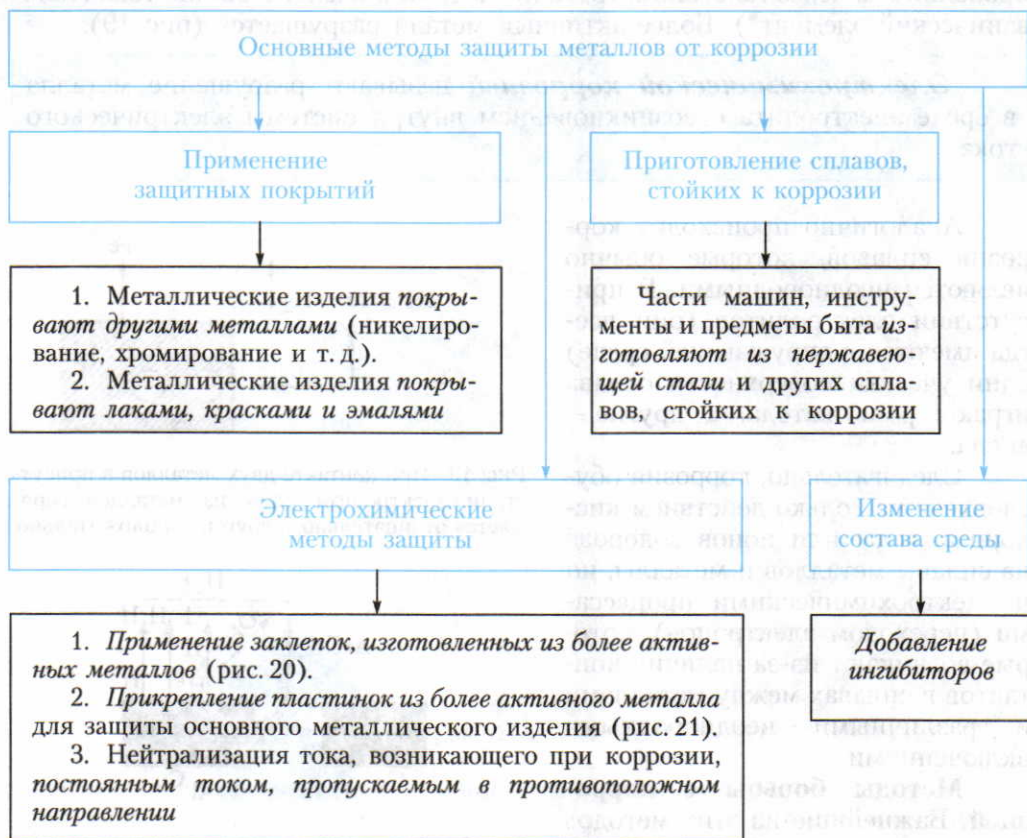 Основные методы защиты металлов от коррозии
Применение
защитных покрытий
Приготовление сплавов,
стойких к коррозии
1. Металлические изделия покры-
вают другими металлами (никелиро-
вание, хромирование и т. д.).
2. Металлические изделия покры-
вают лаками, красками и эмалями
Части машин, инстру-
менты и предметы быта из-
готовляют из нержавею-
щей стали и других спла-
вов, стойких к коррозии
Электрохимические
методы защиты
Изменение
состава среды
1. Применение заклепок, изготовленных из более актив-
ных металлов (рис. 20).
2. Прикрепление пластинок из более активного металла
для защиты основного металлического изделия (рис. 21).
3. Нейтрализация тока, возникающего при коррозии,
постоянным током, пропускаемым в противоположном
направлении
Добавление
ингибиторов